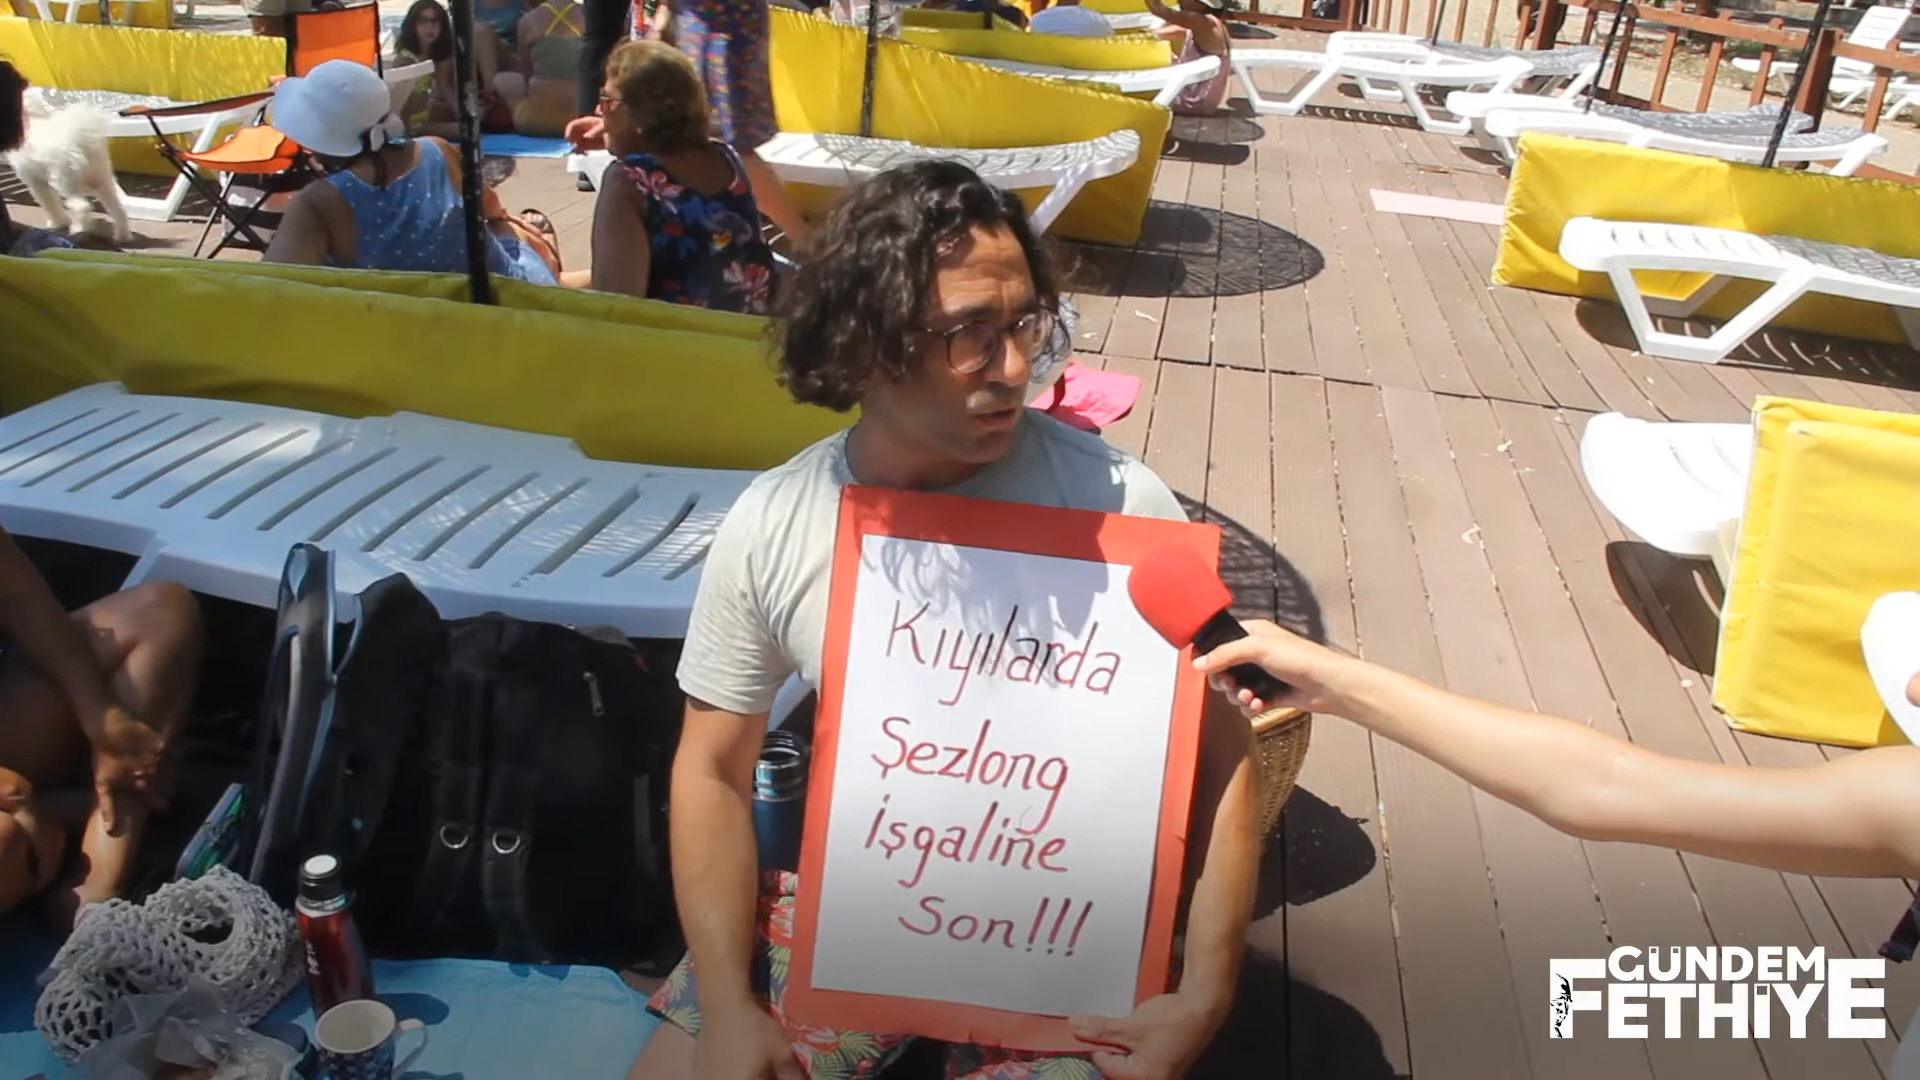 Kıyılarda
Şezlong
İşgaline
Son!!!
GÜNDEM
FETHİYE